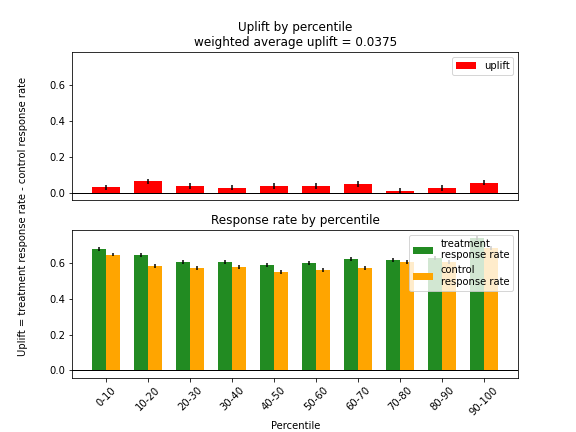 Uplift by percentile
weighted average uplift = 0.0375
uplift
0.6
0.4
0.2
0.0
Uplift = treatment response rate - control response rate
Response rate by percentile
treatment
response rate
control
response rate
0.6
0.4
0.2
0.0
0-10
10-20
20-30
30-40
40-50
50-60
60-70
70-80
80-90
90-100
Percentile